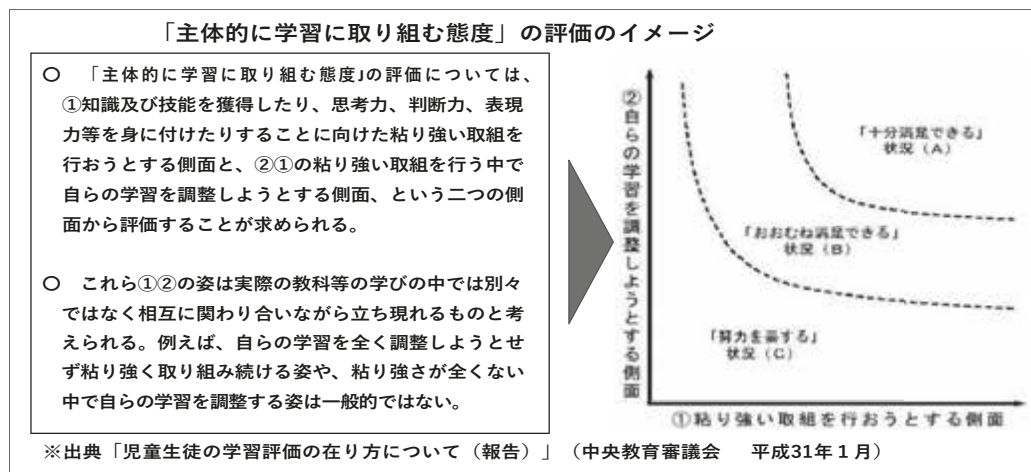 「主体的に学習に取り組む態度」の評価のイメージ
○　「主体的に学習に取り組む態度」の評価については、
①知識及び技能を獲得したり、思考力、判断力、表現
力等を身に付けたりすることに向けた粘り強い取組を
行おうとする側面と、②①の粘り強い取組を行う中で
自らの学習を調整しようとする側面、という二つの側
面から評価することが求められる。
○　これら①②の姿は実際の教科等の学びの中では別々
ではなく相互に関わり合いながら立ち現れるものと考
えられる。例えば、自らの学習を全く調整しようとせ
ず粘り強く取り組み続ける姿や、粘り強さが全くない
中で自らの学習を調整する姿は一般的ではない。
②自らの学習を調整しようとする側面
「十分満足できる」
状況（A）
「おおむね満足できる」
状況（B）
「努力を要する」
状況（C）
①粘り強い取組を行おうとする側面
※出典「児童生徒の学習評価の在り方について（報告）」（中央教育審議会　平成31年１月）